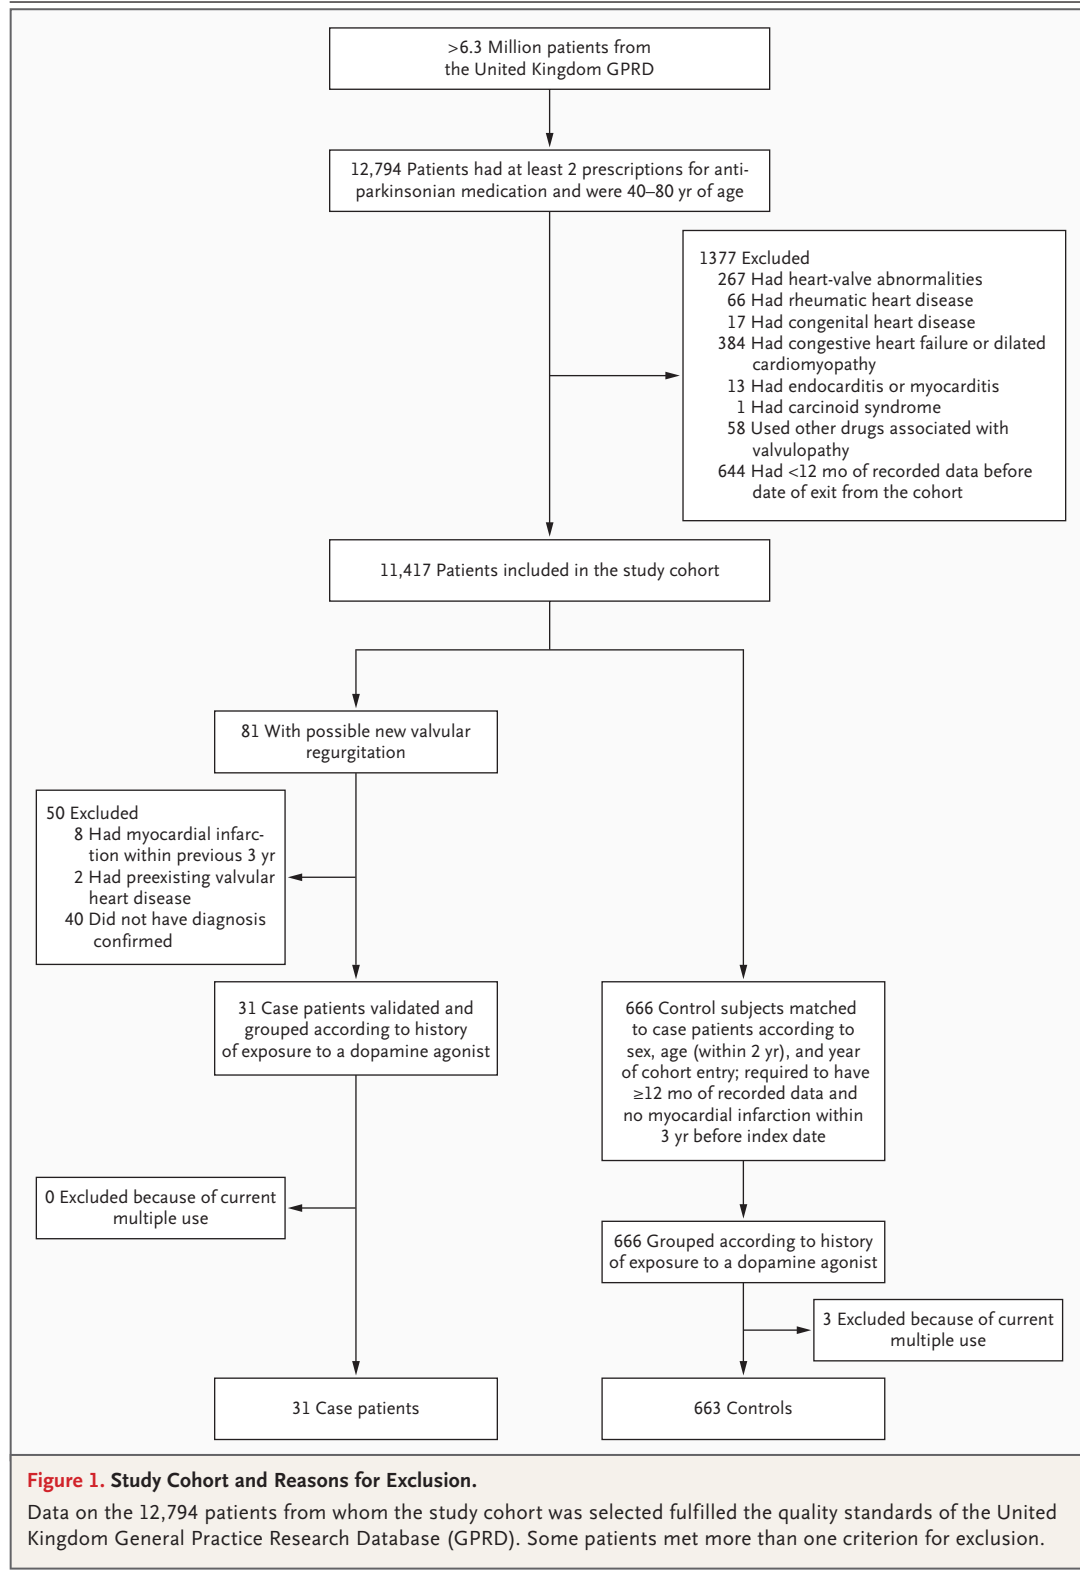 >6.3 Million patients from
the United Kingdom GPRD
12,794 Patients had at least 2 prescriptions for anti-
parkinsonian medication and were 40–80 yr of age
1377 Excluded
267 Had heart-valve abnormalities
66 Had rheumatic heart disease
17 Had congenital heart disease
384 Had congestive heart failure or dilated
cardiomyopathy
13 Had endocarditis or myocarditis
1 Had carcinoid syndrome
58 Used other drugs associated with
valvulopathy
644 Had <12 mo of recorded data before
date of exit from the cohort
11,417 Patients included in the study cohort
81 With possible new valvular
regurgitation
50 Excluded
8 Had myocardial infarc-
tion within previous 3 yr
2 Had preexisting valvular
heart disease
40 Did not have diagnosis
confirmed
31 Case patients validated and
grouped according to history
of exposure to a dopamine agonist
666 Control subjects matched
to case patients according to
sex, age (within 2 yr), and year
of cohort entry; required to have
≥12 mo of recorded data and
no myocardial infarction within
3 yr before index date
0 Excluded because of current
multiple use
666 Grouped according to history
of exposure to a dopamine agonist
3 Excluded because of current
multiple use
31 Case patients
663 Controls
Figure 1. Study Cohort and Reasons for Exclusion.
Data on the 12,794 patients from whom the study cohort was selected fulfilled the quality standards of the United
Kingdom General Practice Research Database (GPRD). Some patients met more than one criterion for exclusion.